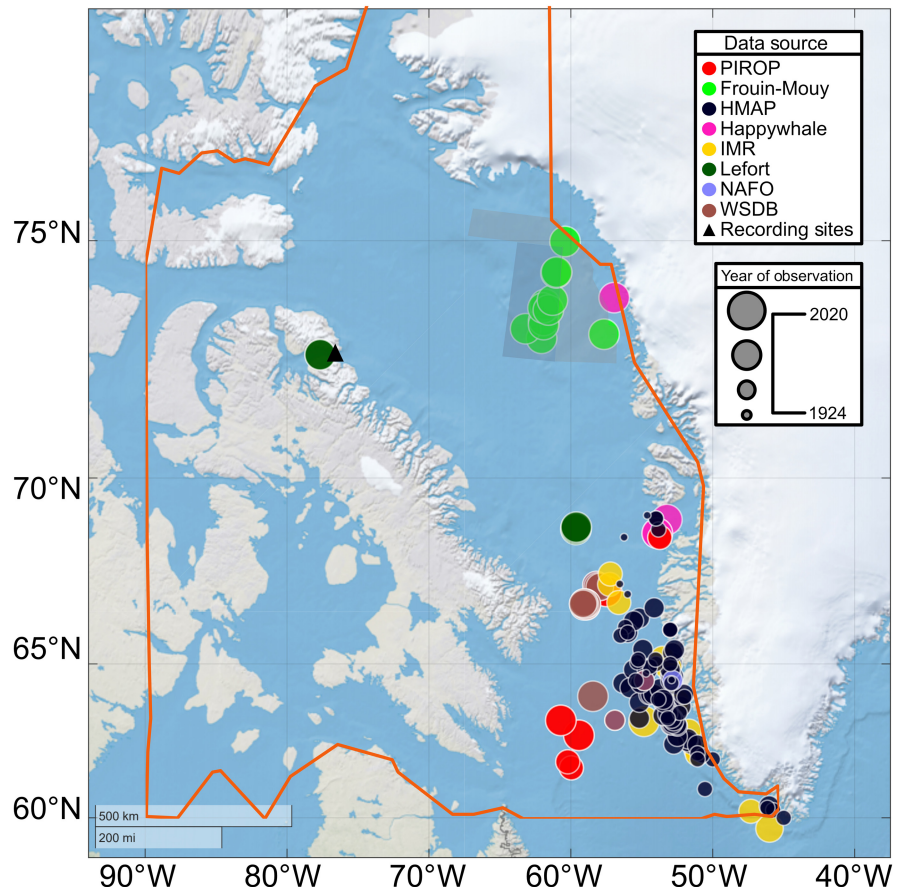 Data source
PIROP
Frouin-Mouy
HMAP
Happywhale
IMR
Lefort
NAFO
WSDB
Recording sites
75°N
Year of observation
2020
1924
70°N
65°N
60°N
500 km
200 mi
90°W 80°W 70°W 60°W 50°W 40°W